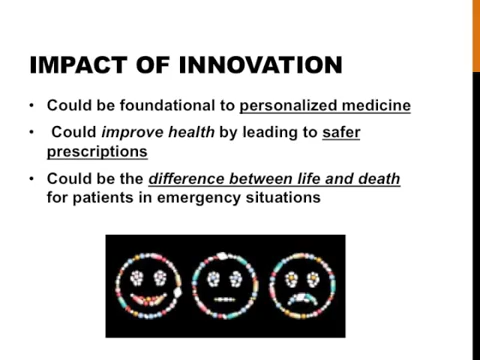 IMPACT OF INNOVATION
• Could be foundational to personalized medicine
• Could improve health by leading to safer
prescriptions
• Could be the difference between life and death
for patients in emergency situations